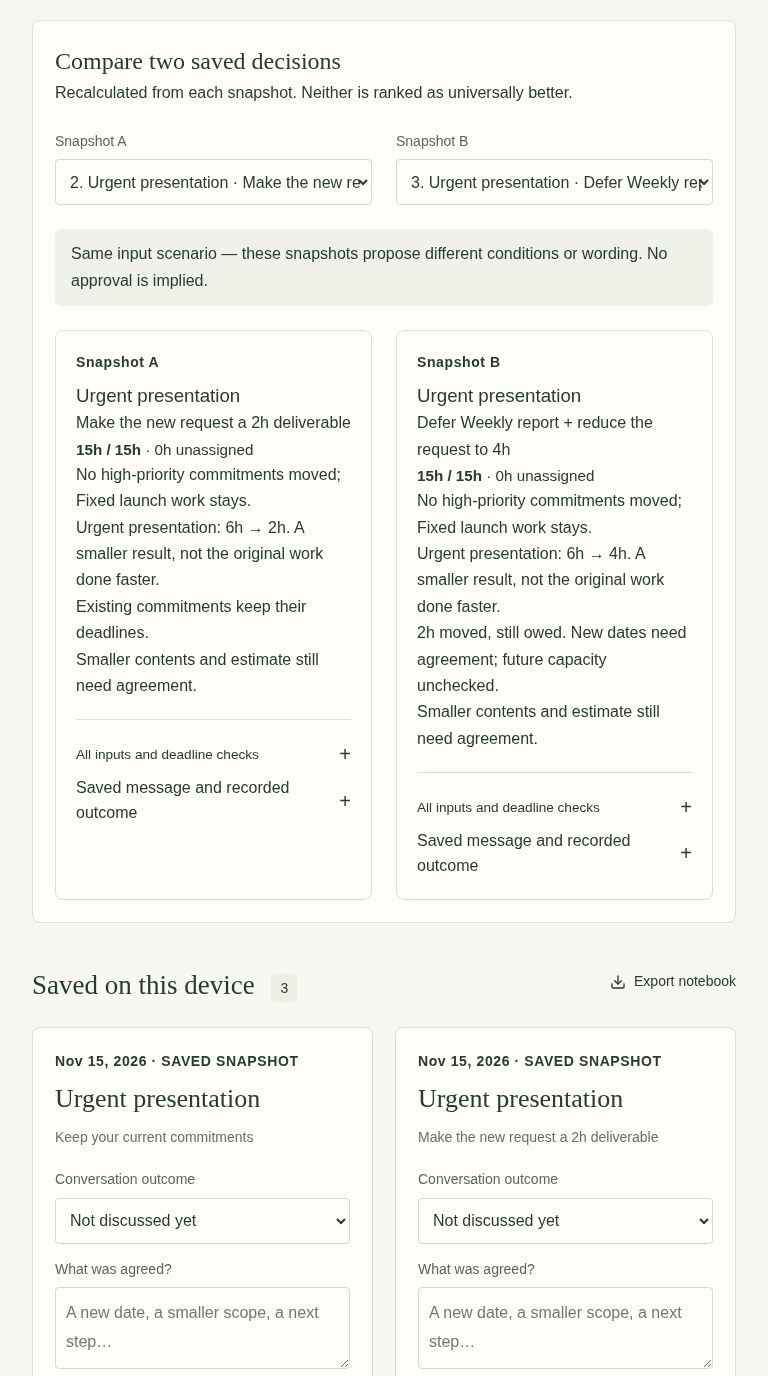 Compare two saved decisions
Recalculated from each snapshot. Neither is ranked as universally better.
Snapshot A
2. Urgent presentation · Make the new re
Snapshot B
3. Urgent presentation · Defer Weekly rep
Same input scenario — these snapshots propose different conditions or wording. No
approval is implied.
Snapshot A
Urgent presentation
Make the new request a 2h deliverable
15h / 15h · 0h unassigned
No high-priority commitments moved;
Fixed launch work stays.
Urgent presentation: 6h → 2h. A
smaller result, not the original work
done faster.
Existing commitments keep their
deadlines.
Smaller contents and estimate still
need agreement.
All inputs and deadline checks +
Saved message and recorded
outcome +
Snapshot B
Urgent presentation
Defer Weekly report + reduce the
request to 4h
15h / 15h · 0h unassigned
No high-priority commitments moved;
Fixed launch work stays.
Urgent presentation: 6h → 4h. A
smaller result, not the original work
done faster.
2h moved, still owed. New dates need
agreement; future capacity
unchecked.
Smaller contents and estimate still
need agreement.
All inputs and deadline checks +
Saved message and recorded
outcome +
Saved on this device 3
Export notebook
Nov 15, 2026 · SAVED SNAPSHOT
Urgent presentation
Keep your current commitments
Conversation outcome
Not discussed yet
What was agreed?
A new date, a smaller scope, a next
step…
Nov 15, 2026 · SAVED SNAPSHOT
Urgent presentation
Make the new request a 2h deliverable
Conversation outcome
Not discussed yet
What was agreed?
A new date, a smaller scope, a next
step…